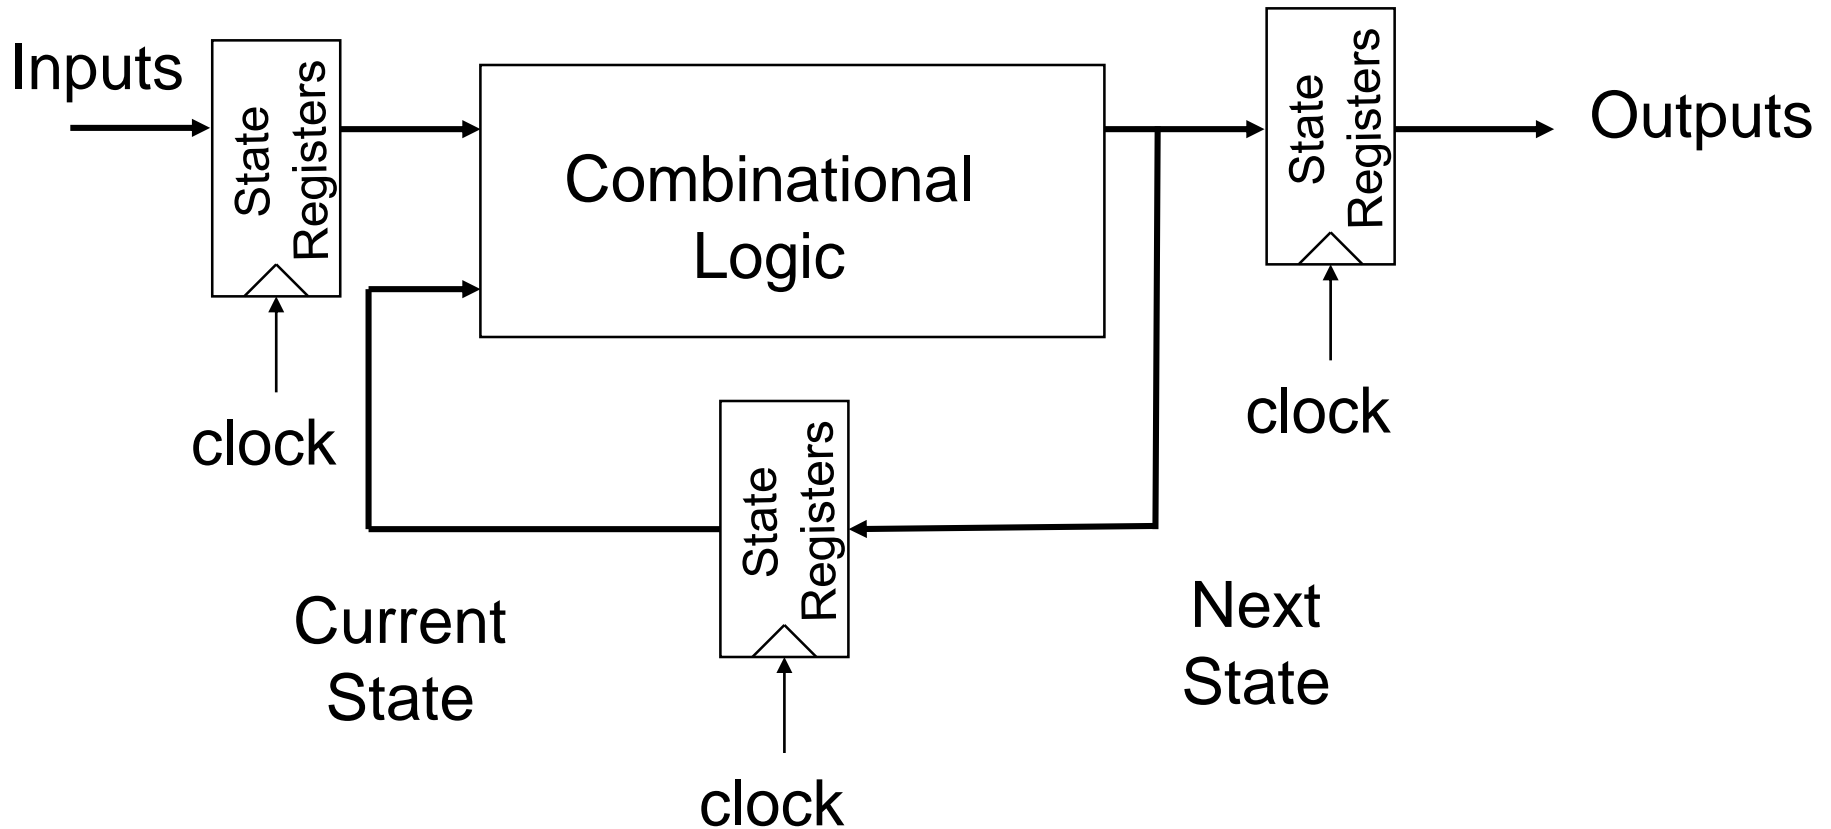 Inputs
State
Registers
clock
Combinational
Logic
State
Registers
clock
Outputs
Current
State
State
Registers
clock
Next
State